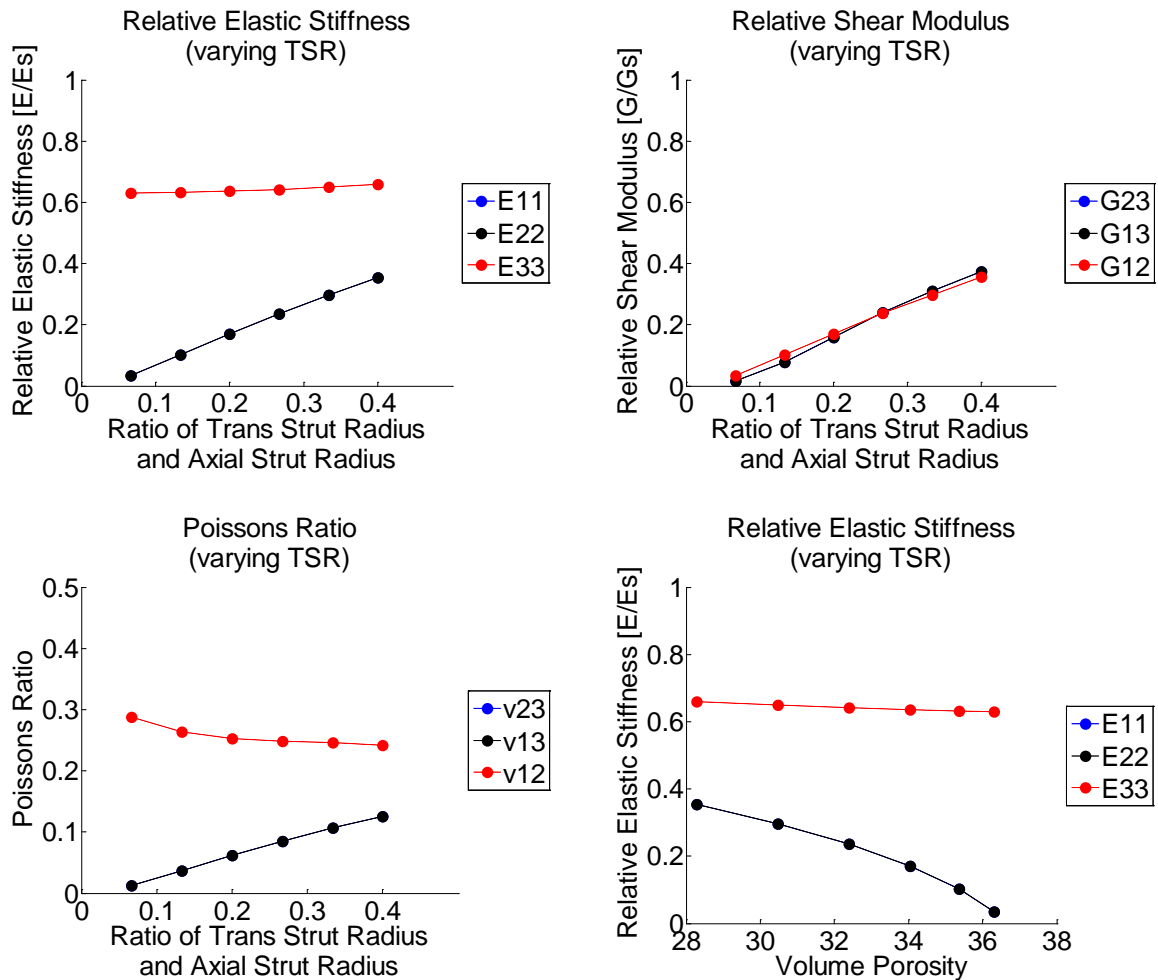 Relative Elastic Stiffness
(varying TSR)
Relative Elastic Stiffness [E/Es]
1
0.8
0.6
0.4
0.2
0
0 0.1 0.2 0.3 0.4
Ratio of Trans Strut Radius
and Axial Strut Radius
E11
E22
E33
Relative Shear Modulus
(varying TSR)
Relative Shear Modulus [G/Gs]
1
0.8
0.6
0.4
0.2
0
0 0.1 0.2 0.3 0.4
Ratio of Trans Strut Radius
and Axial Strut Radius
G23
G13
G12
Poissons Ratio
(varying TSR)
Poissons Ratio
0.5
0.4
0.3
0.2
0.1
0
0 0.1 0.2 0.3 0.4
Ratio of Trans Strut Radius
and Axial Strut Radius
v23
v13
v12
Relative Elastic Stiffness
(varying TSR)
Relative Elastic Stiffness [E/Es]
1
0.8
0.6
0.4
0.2
0
28 30 32 34 36 38
Volume Porosity
E11
E22
E33